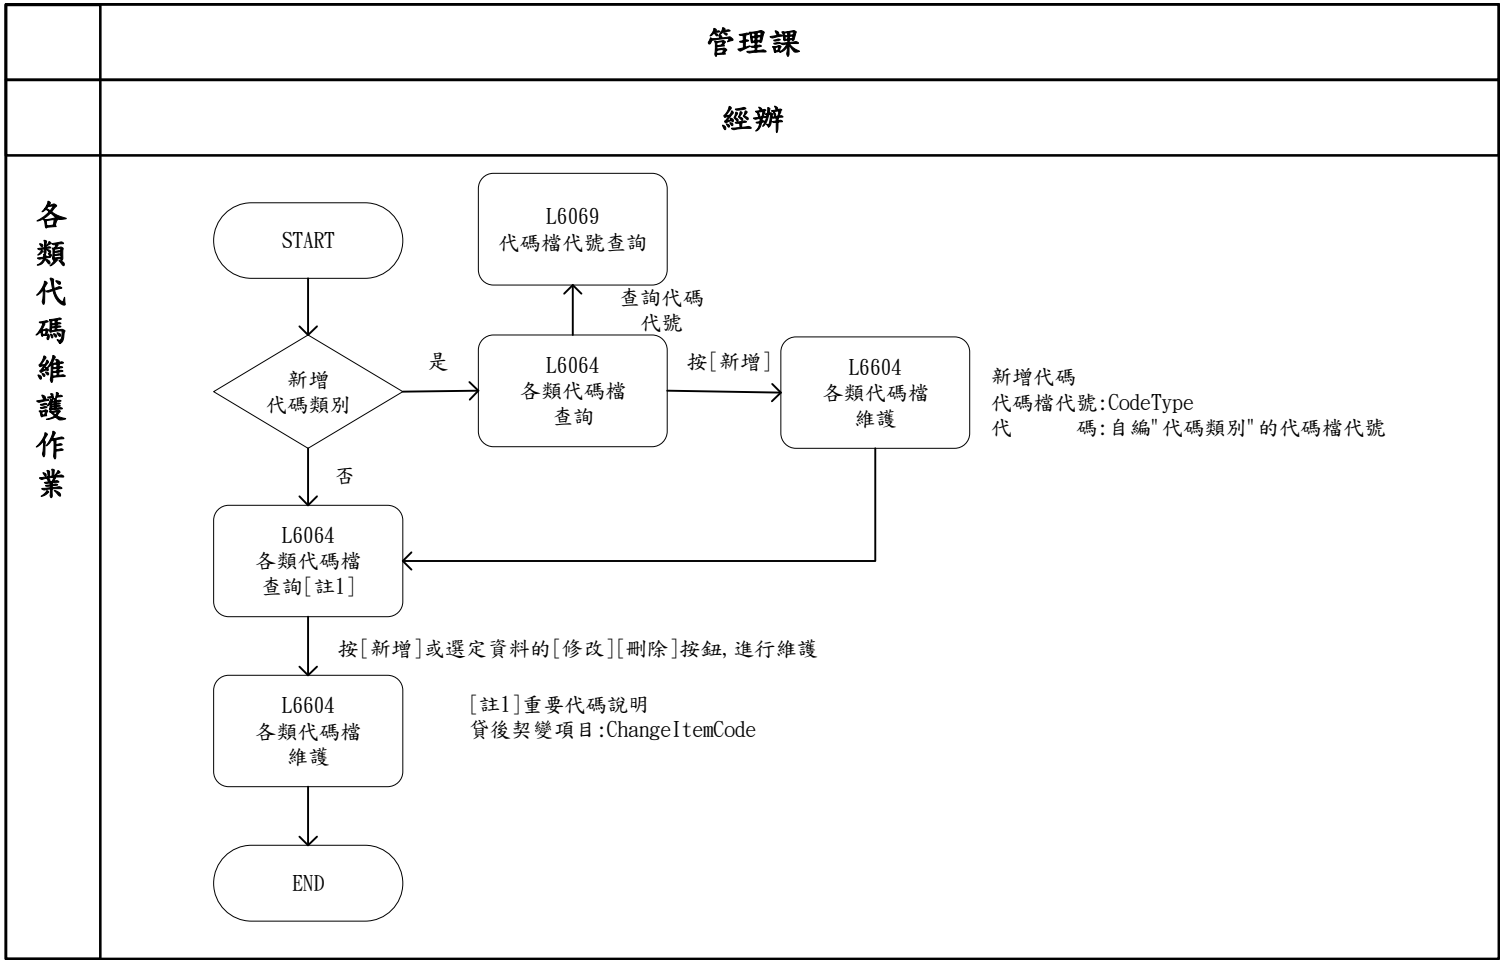 管理課
經辦
各類代碼維護作業
START
L6069
代碼檔代號查詢
查詢代碼
代號
新增
代碼類別
是
L6064
各類代碼檔
查詢
按[新增]
L6604
各類代碼檔
維護
新增代碼
代碼檔代號:CodeType
代　　　碼:自編"代碼類別"的代碼檔代號
否
L6064
各類代碼檔
查詢[註1]
按[新增]或選定資料的[修改][刪除]按鈕,進行維護
L6604
各類代碼檔
維護
[註1]重要代碼說明
貸後契變項目:ChangeItemCode
END